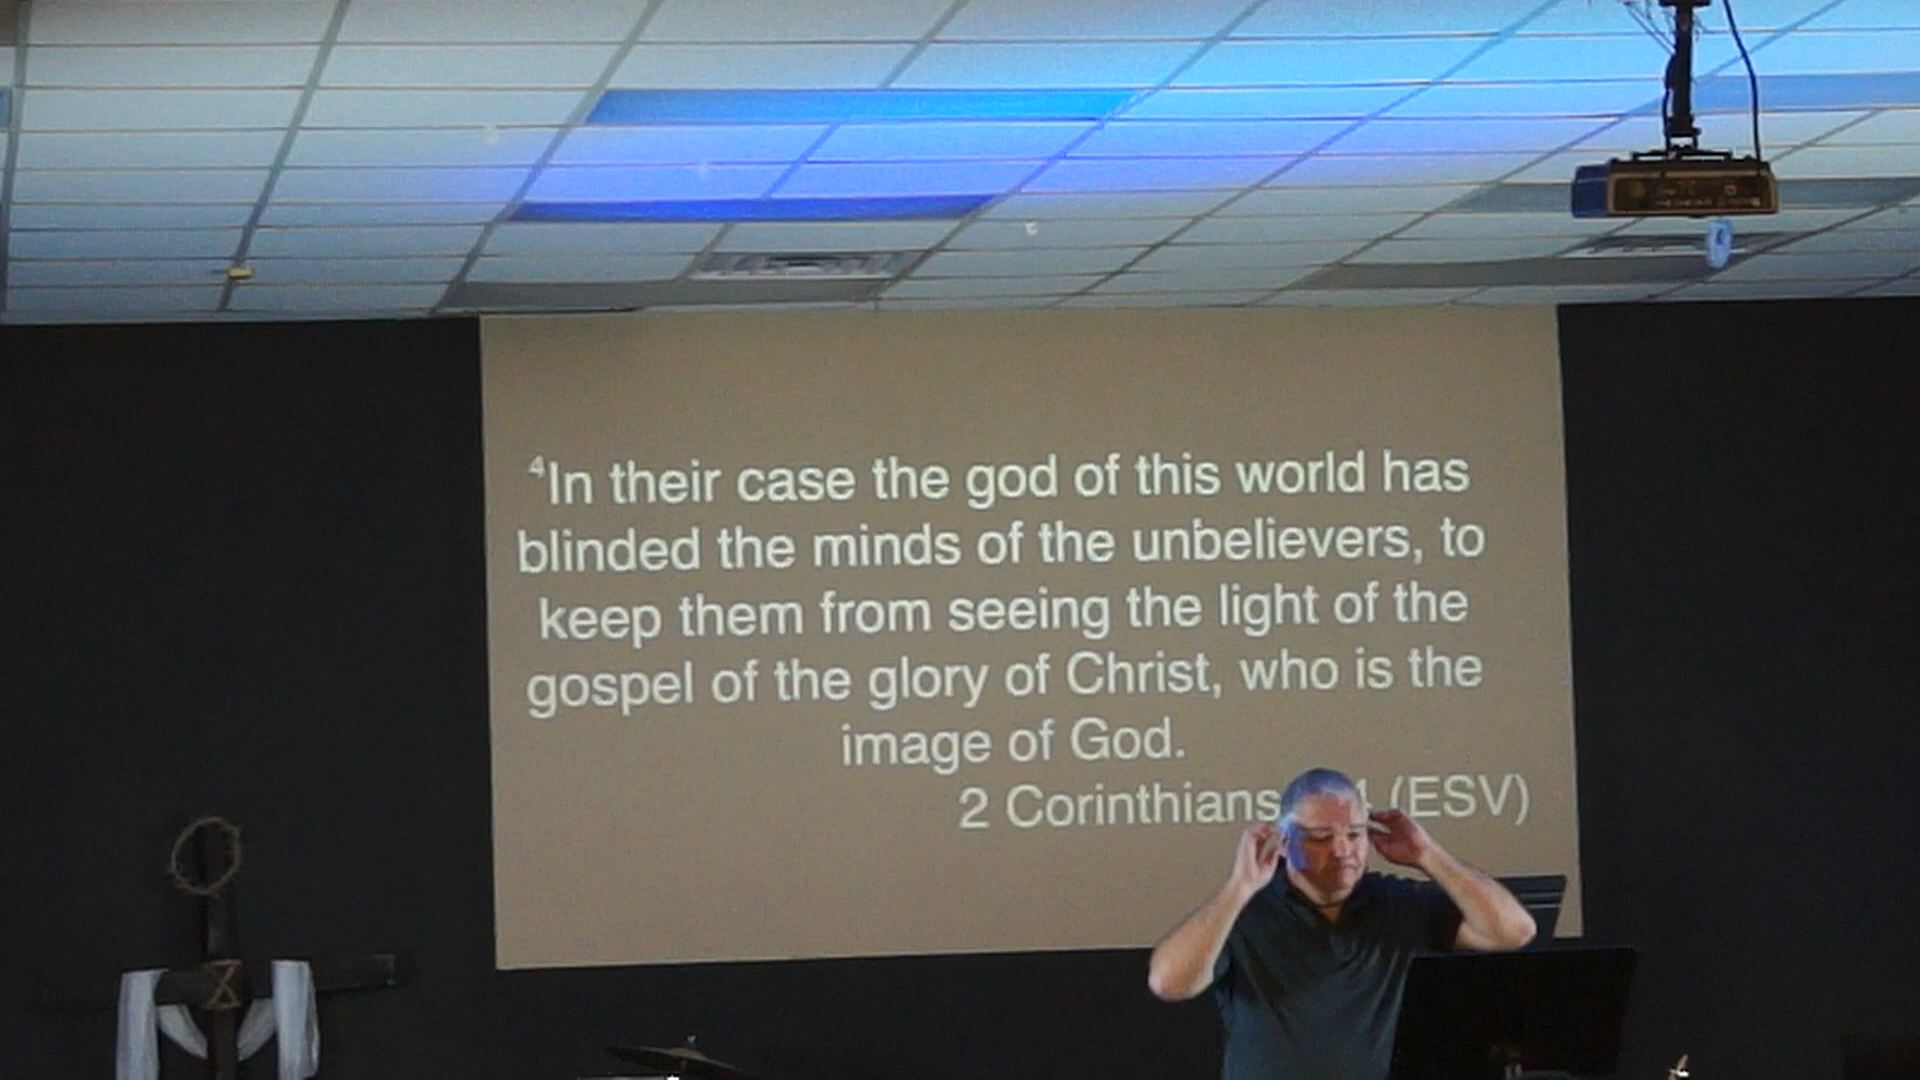 ⁴In their case the god of this world has
blinded the minds of the unbelievers, to
keep them from seeing the light of the
gospel of the glory of Christ, who is the
image of God.
2 Corinthians (ESV)